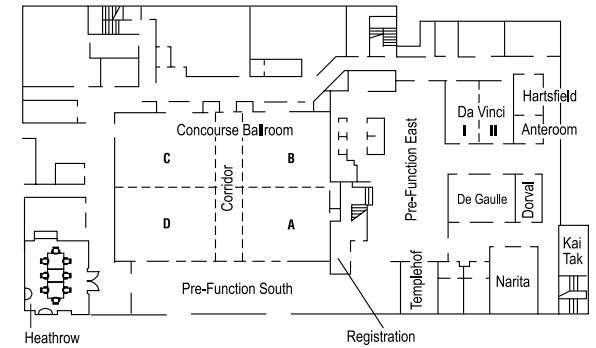 Hartsfield
Da Vinci
I II
Anteroom
Concourse Ballroom
C
B
Corridor
Pre-Function East
De Gaulle
Dorval
D
A
Kai
Tak
Templehof
Narita
Pre-Function South
Heathrow
Registration